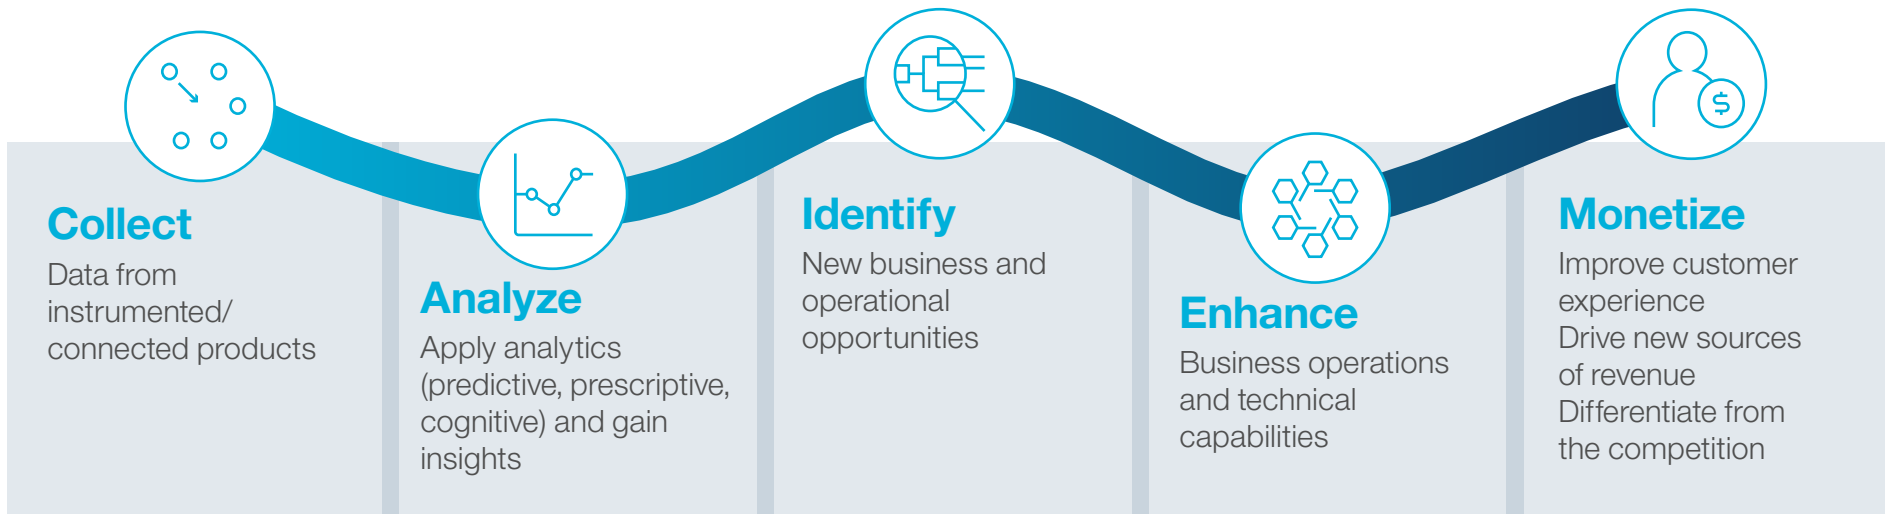 $
Collect
Data from
instrumented/
connected products
Analyze
Apply analytics
(predictive, prescriptive,
cognitive) and gain
insights
Identify
New business and
operational
opportunities
Enhance
Business operations
and technical
capabilities
Monetize
Improve customer
experience
Drive new sources
of revenue
Differentiate from
the competition